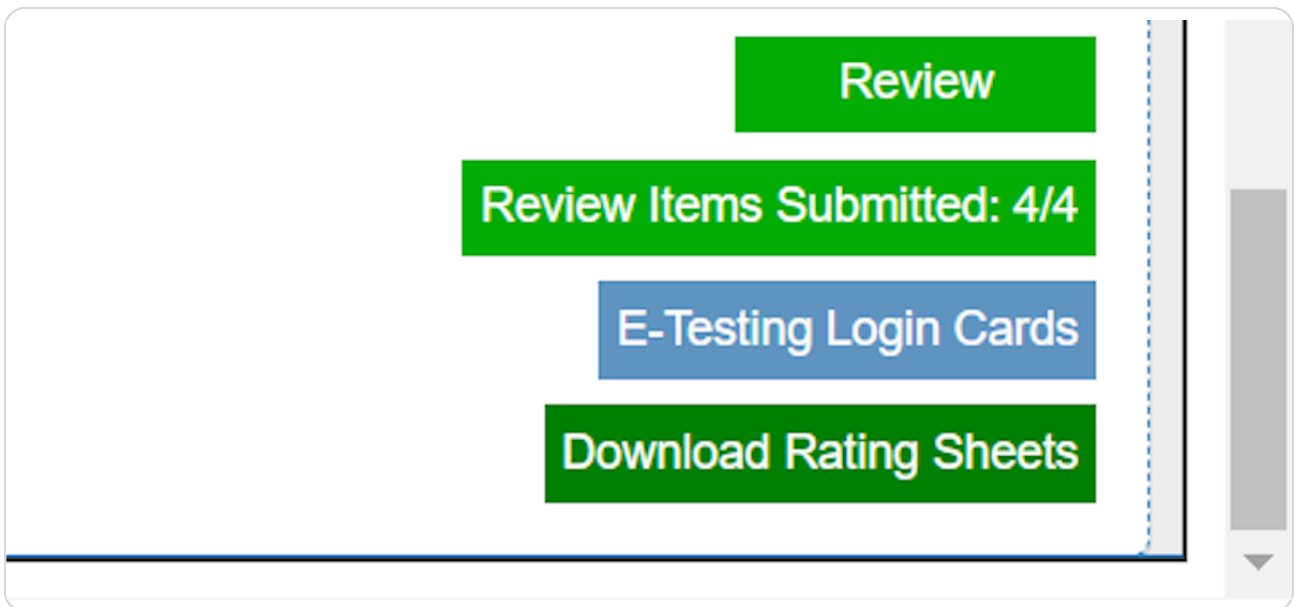 Review
Review Items Submitted: 4/4
E-Testing Login Cards
Download Rating Sheets